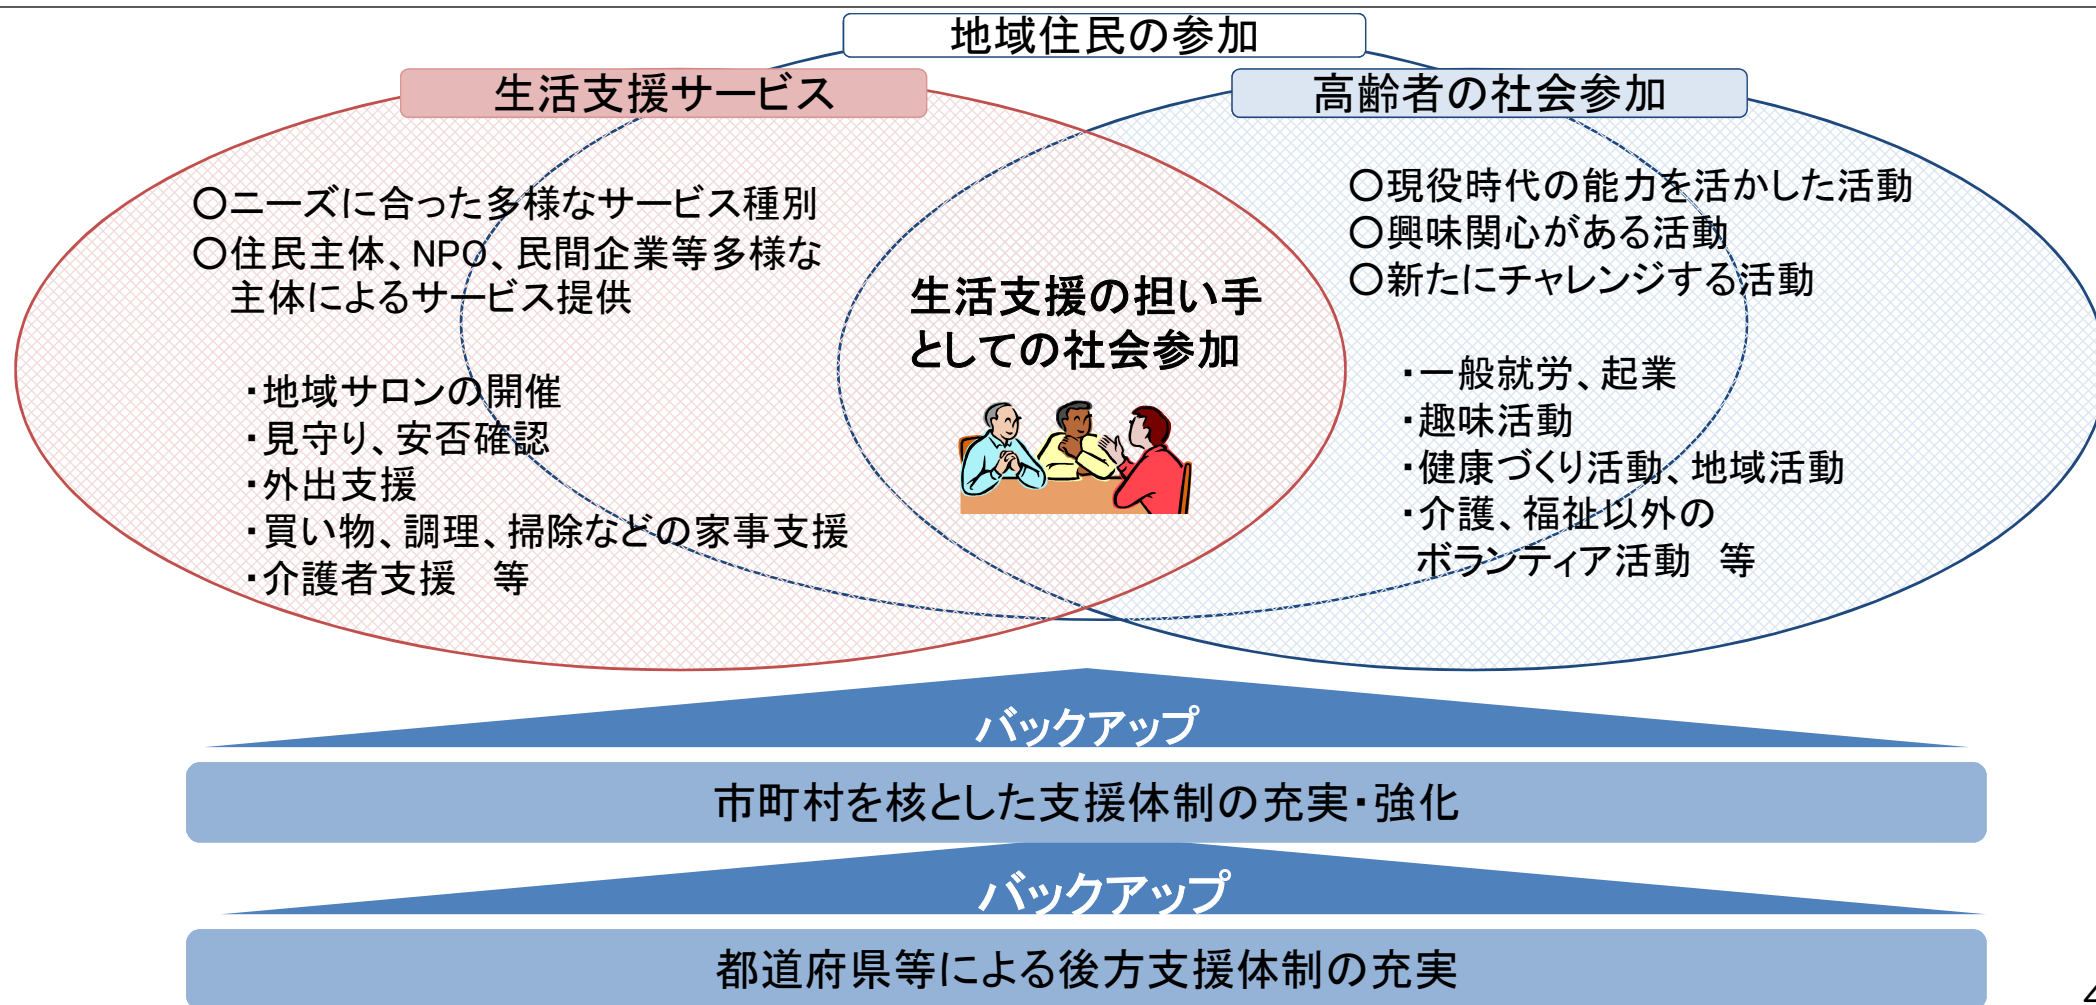 地域住民の参加
生活支援サービス
高齢者の社会参加
○ニーズに合った多様なサービス種別
○住民主体、NPO、民間企業等多様な
主体によるサービス提供
・地域サロンの開催
・見守り、安否確認
・外出支援
・買い物、調理、掃除などの家事支援
・介護者支援　等
生活支援の担い手
としての社会参加
○現役時代の能力を活かした活動
○興味関心がある活動
○新たにチャレンジする活動
・一般就労、起業
・趣味活動
・健康づくり活動、地域活動
・介護、福祉以外の
ボランティア活動　等
バックアップ
市町村を核とした支援体制の充実・強化
バックアップ
都道府県等による後方支援体制の充実